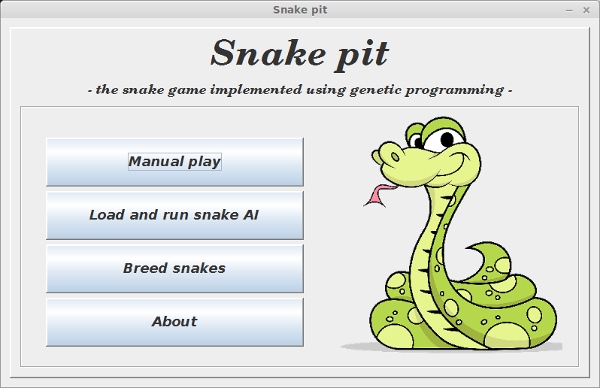 Snake pit
Snake pit
- the snake game implemented using genetic programming -
Manual play
Load and run snake AI
Breed snakes
About